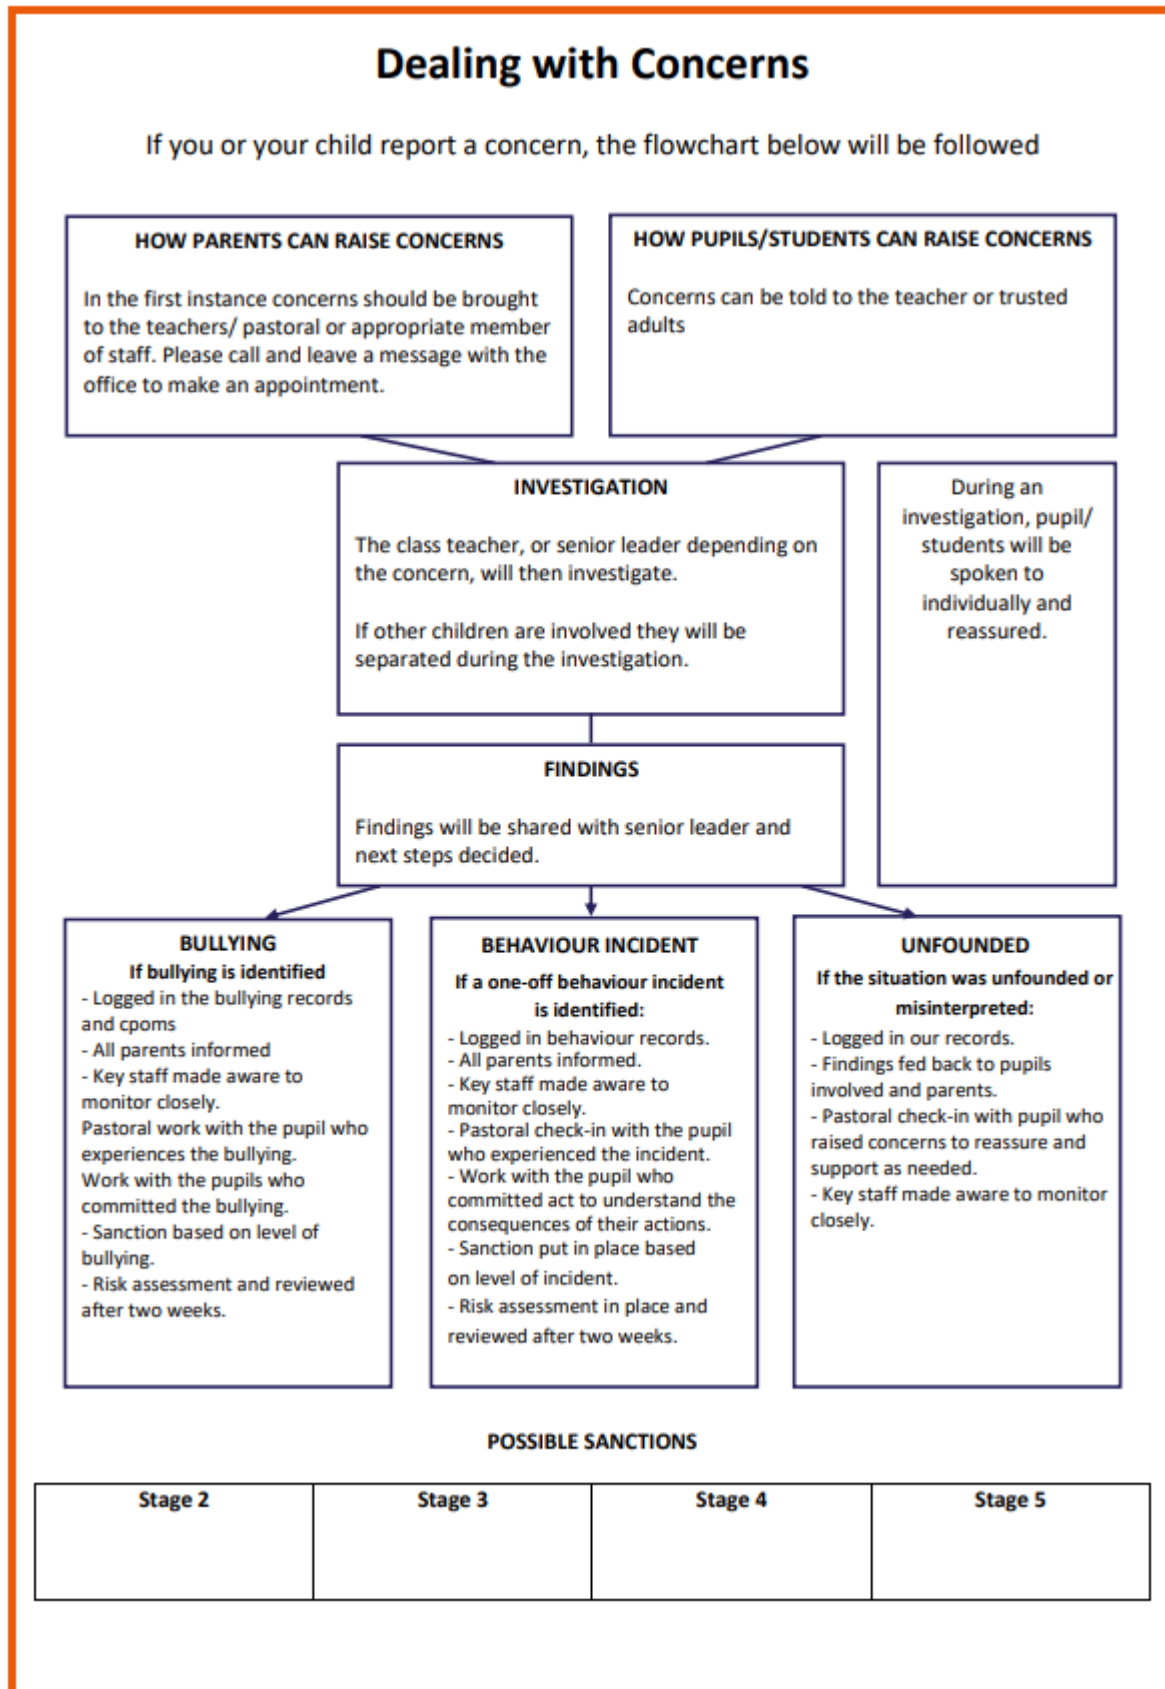 Dealing with Concerns
If you or your child report a concern, the flowchart below will be followed
HOW PARENTS CAN RAISE CONCERNS
In the first instance concerns should be brought
to the teachers/ pastoral or appropriate member
of staff. Please call and leave a message with the
office to make an appointment.
HOW PUPILS/STUDENTS CAN RAISE CONCERNS
Concerns can be told to the teacher or trusted
adults
INVESTIGATION
The class teacher, or senior leader depending on
the concern, will then investigate.
If other children are involved they will be
separated during the investigation.
During an
investigation, pupil/
students will be
spoken to
individually and
reassured.
FINDINGS
Findings will be shared with senior leader and
next steps decided.
BULLYING
If bullying is identified
- Logged in the bullying records
and cpoms
- All parents informed
- Key staff made aware to
monitor closely.
Pastoral work with the pupil who
experiences the bullying.
Work with the pupils who
committed the bullying.
- Sanction based on level of
bullying.
- Risk assessment and reviewed
after two weeks.
BEHAVIOUR INCIDENT
If a one-off behaviour incident
is identified:
- Logged in behaviour records.
- All parents informed.
- Key staff made aware to
monitor closely.
- Pastoral check-in with the pupil
who experienced the incident.
- Work with the pupil who
committed act to understand the
consequences of their actions.
- Sanction put in place based
on level of incident.
- Risk assessment in place and
reviewed after two weeks.
UNFOUNDED
If the situation was unfounded or
misinterpreted:
- Logged in our records.
- Findings fed back to pupils
involved and parents.
- Pastoral check-in with pupil who
raised concerns to reassure and
support as needed.
- Key staff made aware to monitor
closely.
POSSIBLE SANCTIONS
Stage 2
Stage 3
Stage 4
Stage 5